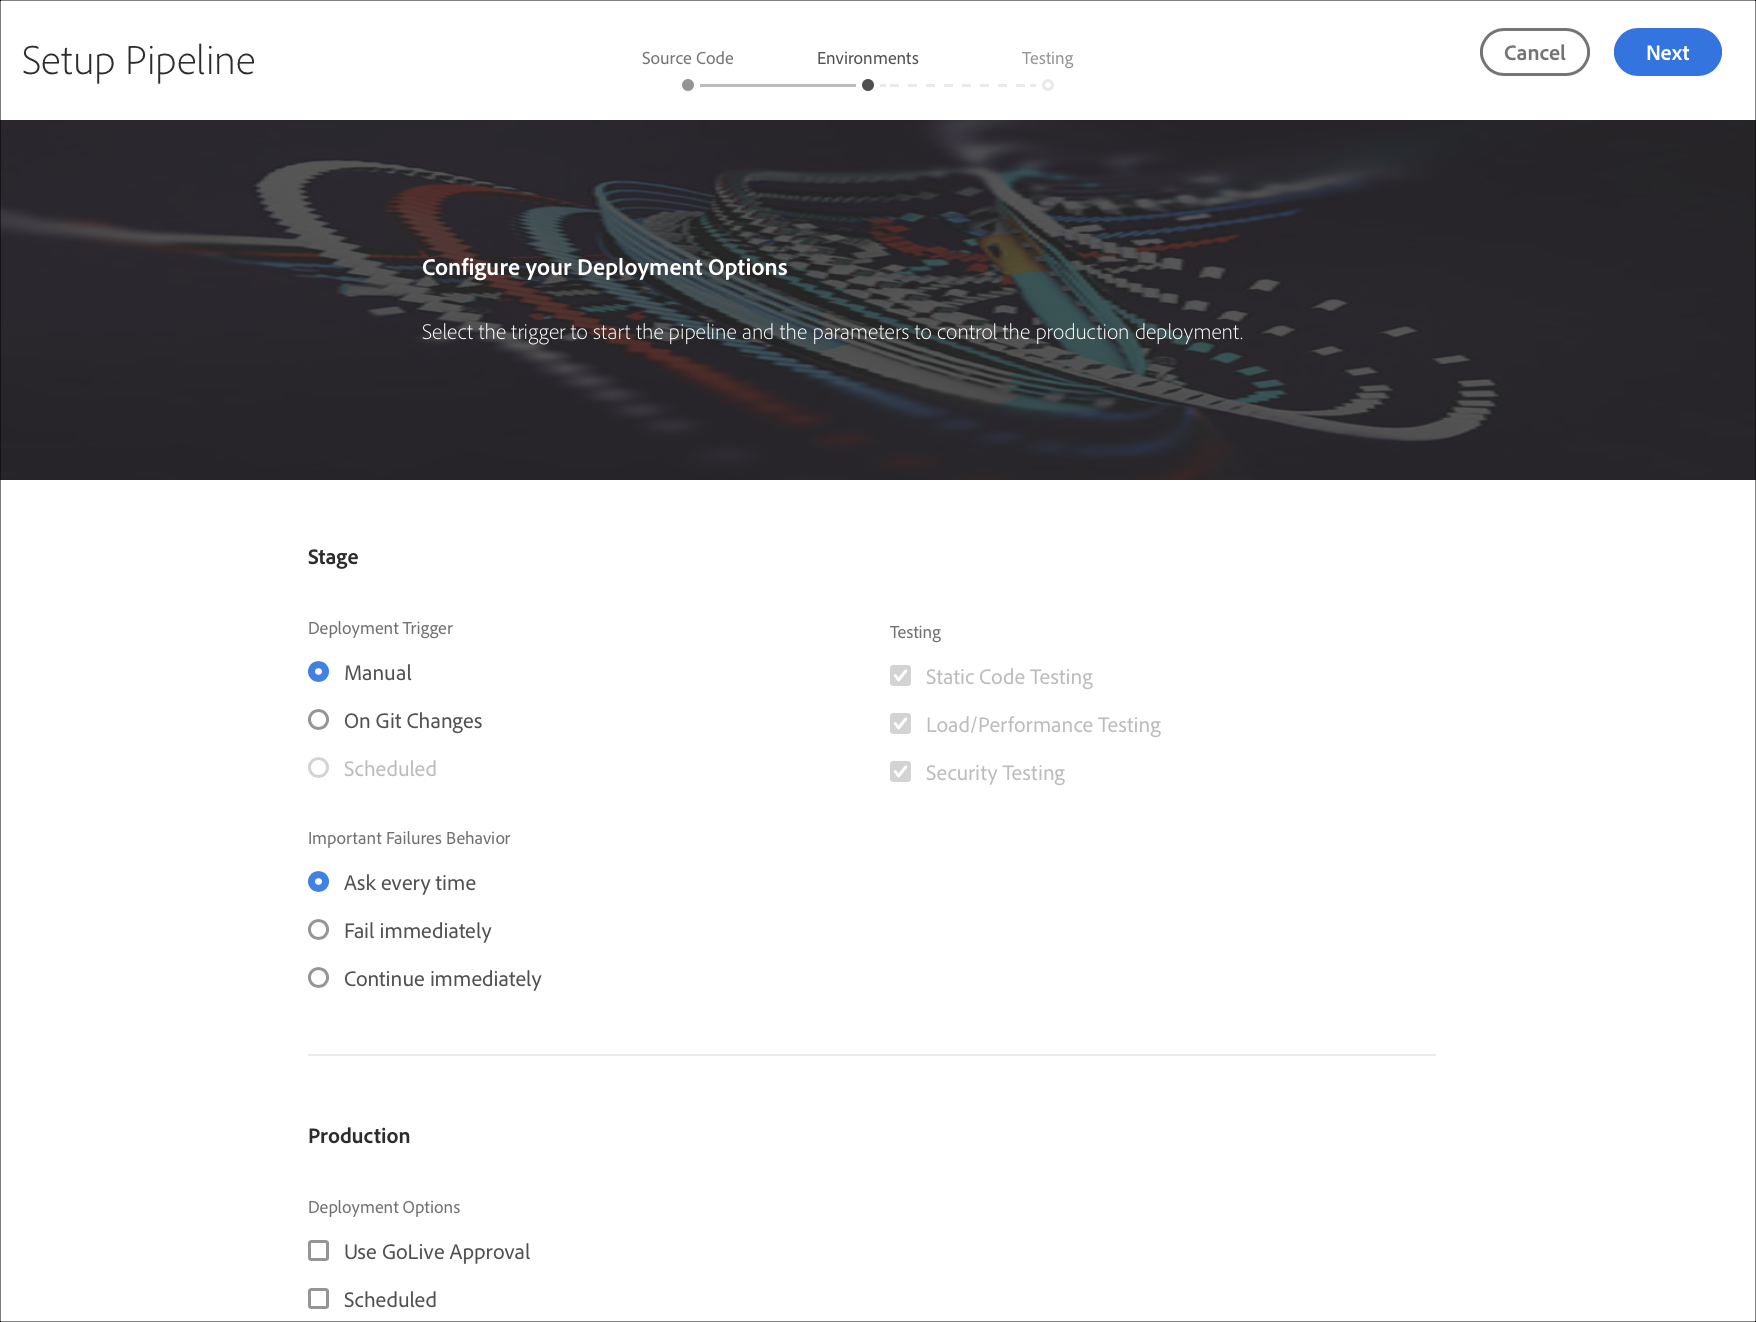 Setup Pipeline
Source Code
Environments
Testing
Cancel
Next
Configure your Deployment Options
Select the trigger to start the pipeline and the parameters to control the production deployment.
Stage
Deployment Trigger
Manual
On Git Changes
Scheduled
Testing
Static Code Testing
Load/Performance Testing
Security Testing
Important Failures Behavior
Ask every time
Fail immediately
Continue immediately
Production
Deployment Options
Use GoLive Approval
Scheduled